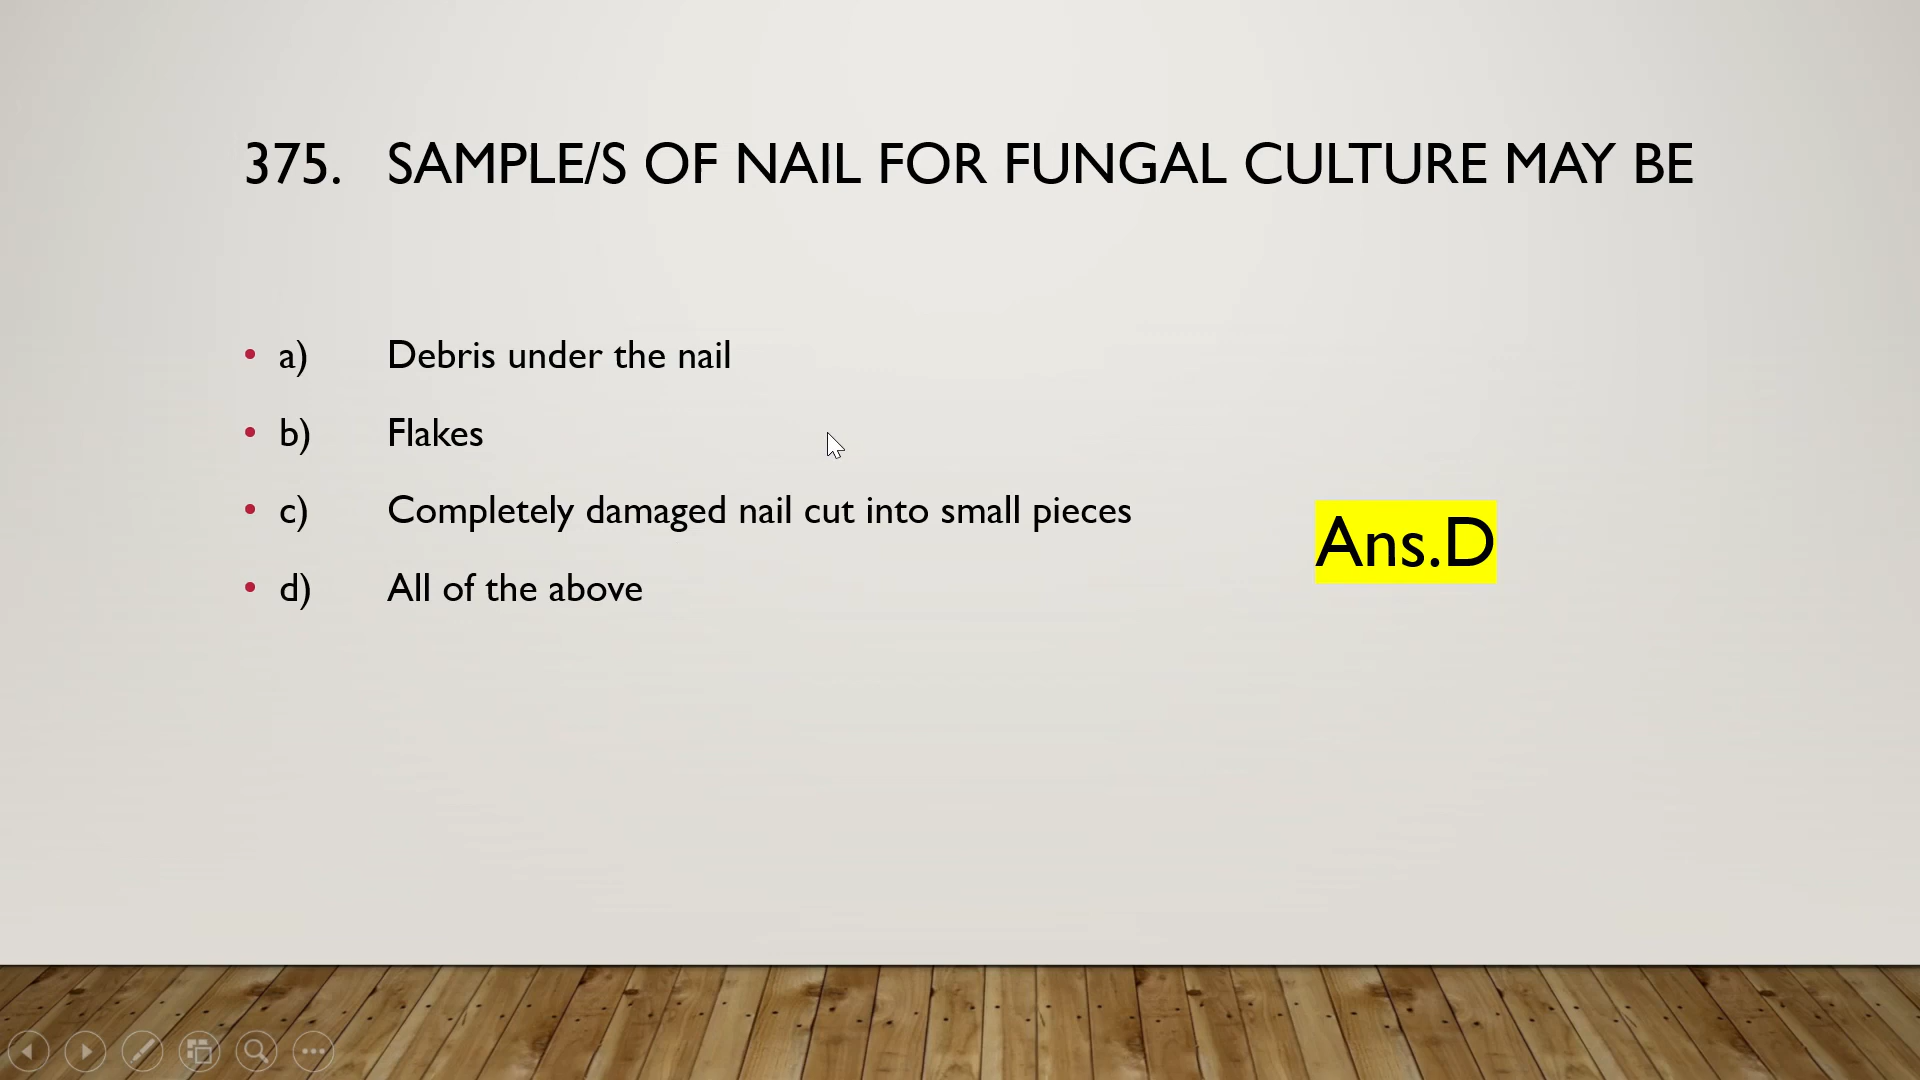 375. SAMPLE/S OF NAIL FOR FUNGAL CULTURE MAY BE
• a) Debris under the nail
• b) Flakes
• c) Completely damaged nail cut into small pieces
Ans.D
• d) All of the above